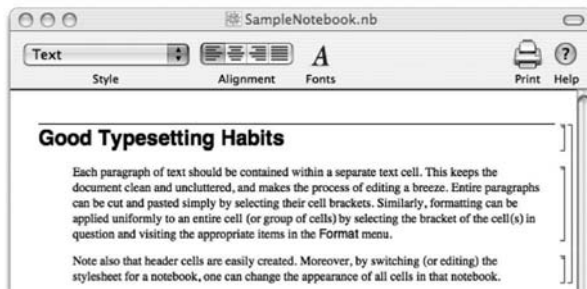 SampleNotebook.nb
Text
A
?
Style Alignment Fonts Print Help
Good Typesetting Habits
Each paragraph of text should be contained within a separate text cell. This keeps the
document clean and uncluttered, and makes the process of editing a breeze. Entire paragraphs
can be cut and pasted simply by selecting their cell brackets. Similarly, formatting can be
applied uniformly to an entire cell (or group of cells) by selecting the bracket of the cell(s) in
question and visiting the appropriate items in the Format menu.
Note also that header cells are easily created. Moreover, by switching (or editing) the
stylesheet for a notebook, one can change the appearance of all cells in that notebook.